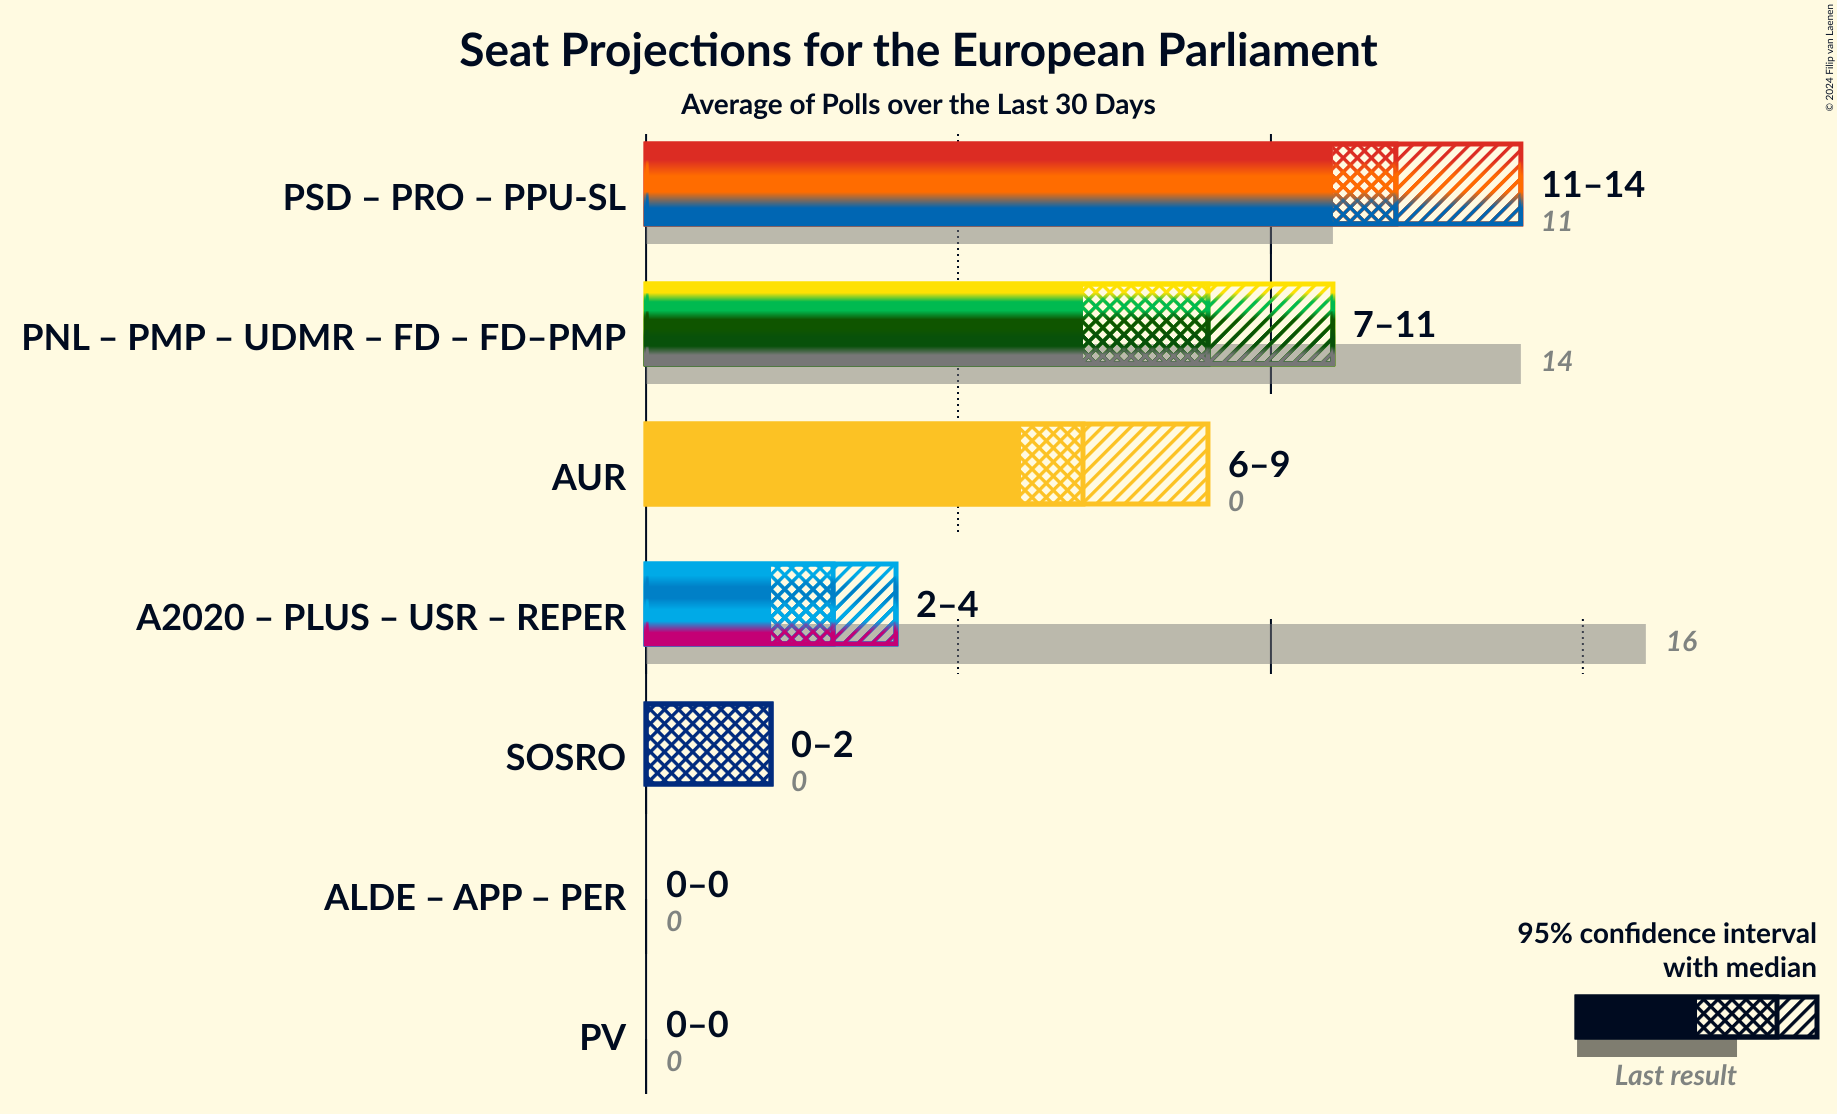 Seat Projections for the European Parliament
Average of Polls over the Last 30 Days
© 2024 Filip van Laenen
PSD – PRO – PPU-SL
11–14
11
PNL – PMP – UDMR – FD – FD–PMP
7–11
14
AUR
6–9
0
A2020 – PLUS – USR – REPER
2–4
16
SOSRO
0–2
0
ALDE – APP – PER
0–0
0
PV
0–0
0
95% confidence interval
with median
Last result